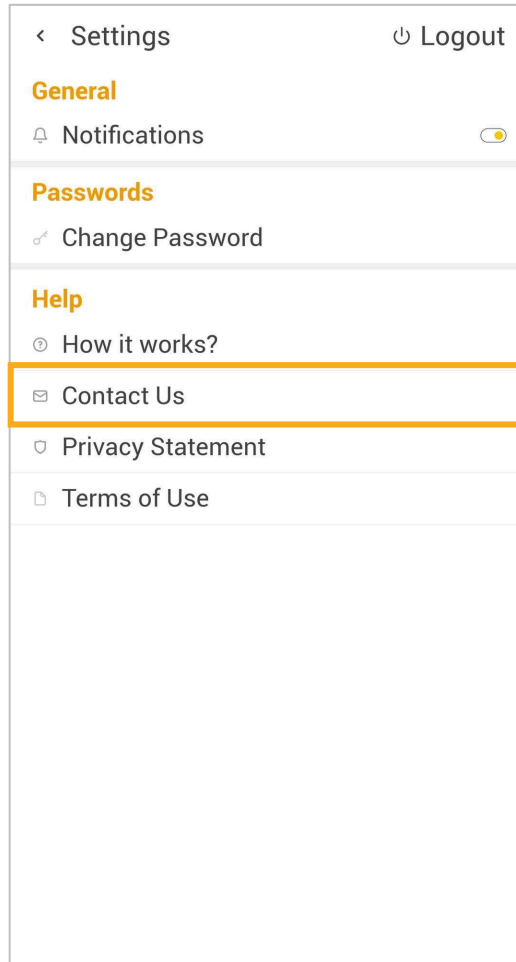 Settings Logout
General
Notifications
Passwords
Change Password
Help
How it works?
Contact Us
Privacy Statement
Terms of Use